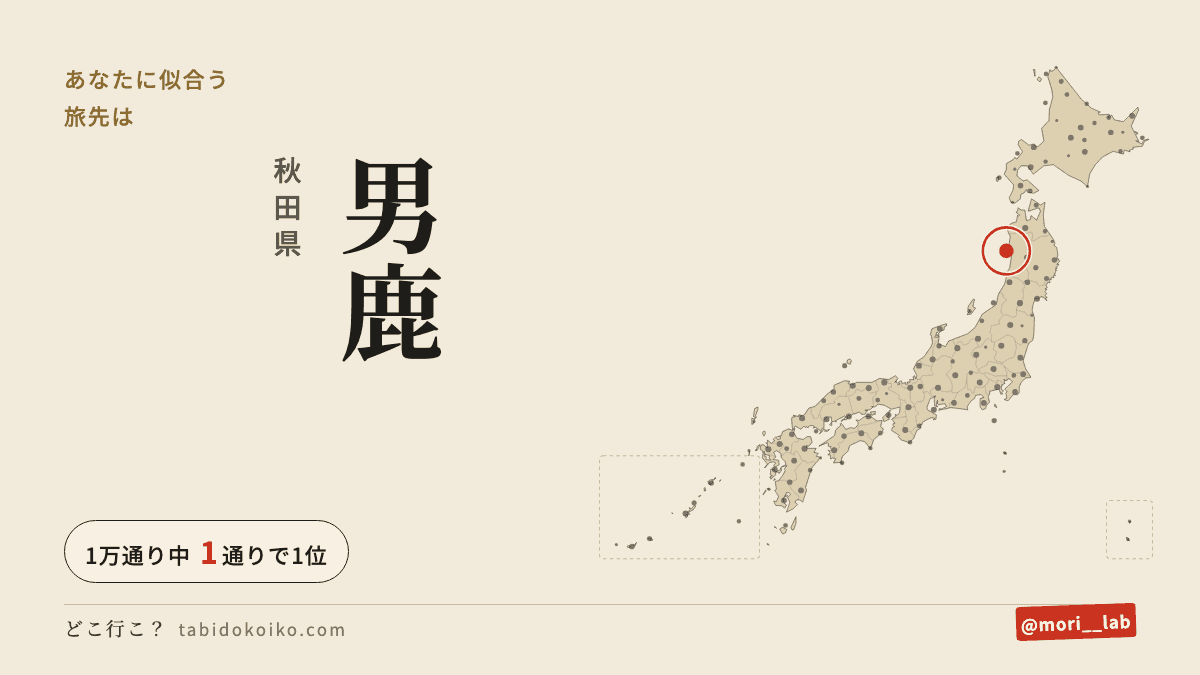 あなたに似合う
旅先は
男鹿
秋田県
1万通り中 1通りで1位
どこ行こ？ tabidokoiko.com
@mori__lab